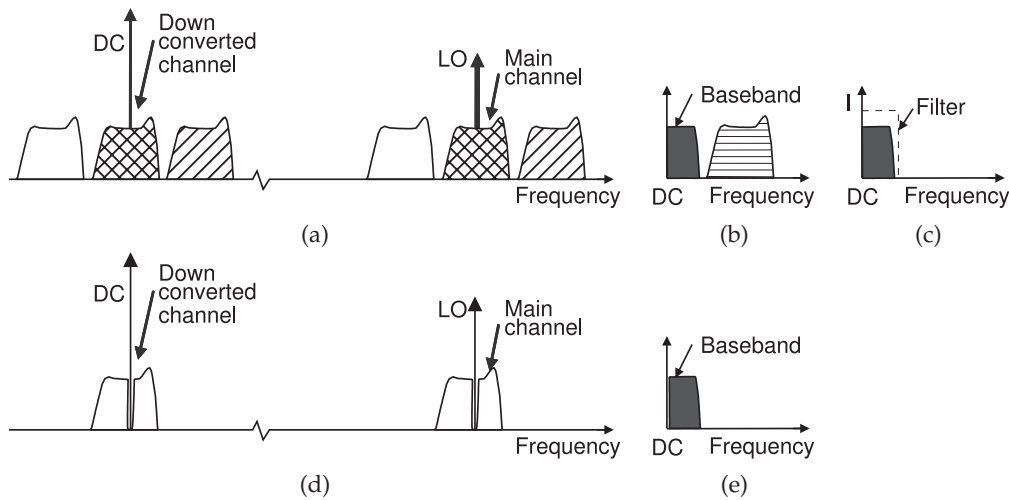 DC
Down
converted
channel
LO
Main
channel
Frequency
(a)
Baseband
DC Frequency
(b)
I
Filter
DC Frequency
(c)
DC
Down
converted
channel
LO
Main
channel
Frequency
(d)
Baseband
DC Frequency
(e)